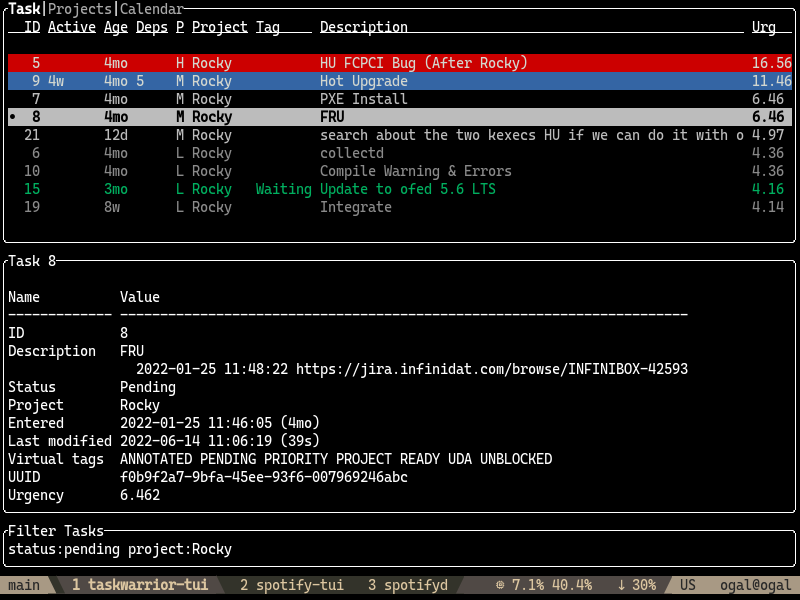 Task|Projects|Calendar
ID Active Age Deps P Project Tag Description Urg
5 4mo H Rocky HU FCPCI Bug (After Rocky) 16.56
9 4w 4mo 5 M Rocky Hot Upgrade 11.46
7 4mo M Rocky PXE Install 6.46
• 8 4mo M Rocky FRU 6.46
21 12d M Rocky search about the two kexecs HU if we can do it with o 4.97
6 4mo L Rocky collectd 4.36
10 4mo L Rocky Compile Warning & Errors 4.36
15 3mo L Rocky Waiting Update to ofed 5.6 LTS 4.16
19 8w L Rocky Integrate 4.14
Task 8
Name Value
------------- -----------------------------------------------------------------------
ID 8
Description FRU
2022-01-25 11:48:22 https://jira.infinidat.com/browse/INFINIBOX-42593
Status Pending
Project Rocky
Entered 2022-01-25 11:46:05 (4mo)
Last modified 2022-06-14 11:06:19 (39s)
Virtual tags ANNOTATED PENDING PRIORITY PROJECT READY UDA UNBLOCKED
UUID f0b9f2a7-9bfa-45ee-93f6-007969246abc
Urgency 6.462
Filter Tasks
status:pending project:Rocky
main 1 taskwarrior-tui 2 spotify-tui 3 spotifyd 7.1% 40.4% ↓ 30% US ogal@ogal